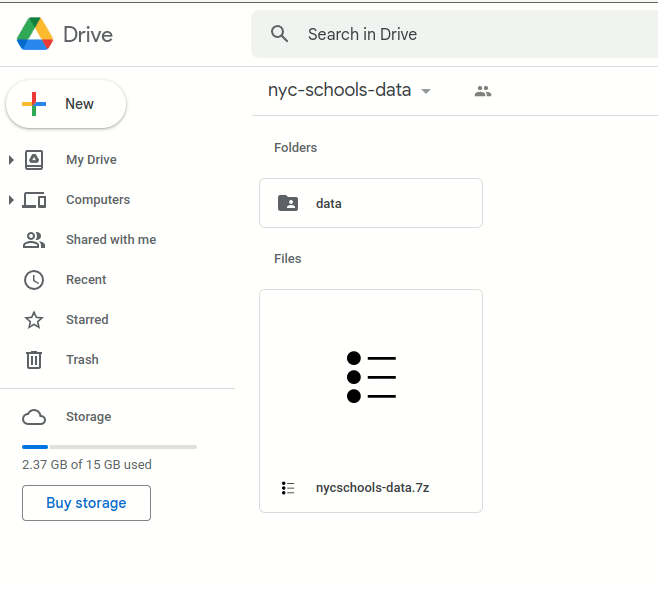 Drive
Search in Drive
New
My Drive
Computers
Shared with me
Recent
Starred
Trash
Storage
2.37 GB of 15 GB used
Buy storage
nyc-schools-data
Folders
data
Files
nycschools-data.7z